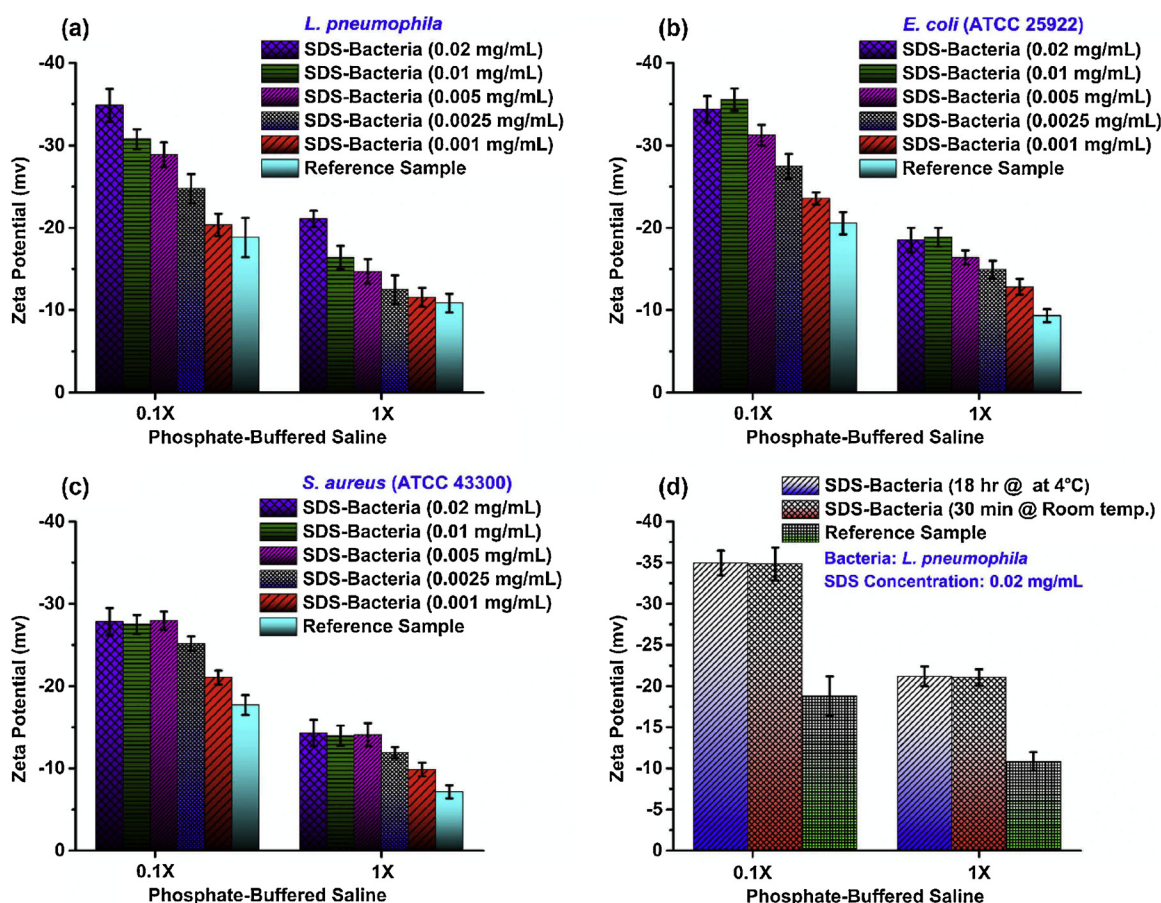 (a)
L. pneumophila
SDS-Bacteria (0.02 mg/mL)
SDS-Bacteria (0.01 mg/mL)
SDS-Bacteria (0.005 mg/mL)
SDS-Bacteria (0.0025 mg/mL)
SDS-Bacteria (0.001 mg/mL)
Reference Sample
Zeta Potential (mv)
-40
-30
-20
-10
0
0.1X
1X
Phosphate-Buffered Saline
(b)
E. coli (ATCC 25922)
SDS-Bacteria (0.02 mg/mL)
SDS-Bacteria (0.01 mg/mL)
SDS-Bacteria (0.005 mg/mL)
SDS-Bacteria (0.0025 mg/mL)
SDS-Bacteria (0.001 mg/mL)
Reference Sample
Zeta Potential (mv)
-40
-30
-20
-10
0
0.1X
1X
Phosphate-Buffered Saline
(c)
S. aureus (ATCC 43300)
SDS-Bacteria (0.02 mg/mL)
SDS-Bacteria (0.01 mg/mL)
SDS-Bacteria (0.005 mg/mL)
SDS-Bacteria (0.0025 mg/mL)
SDS-Bacteria (0.001 mg/mL)
Reference Sample
Zeta Potential (mv)
-40
-30
-20
-10
0
0.1X
1X
Phosphate-Buffered Saline
(d)
SDS-Bacteria (18 hr @ at 4°C)
SDS-Bacteria (30 min @ Room temp.)
Reference Sample
Bacteria: L. pneumophila
SDS Concentration: 0.02 mg/mL
Zeta Potential (mv)
-40
-35
-30
-25
-20
-15
-10
-5
0
0.1X
1X
Phosphate-Buffered Saline